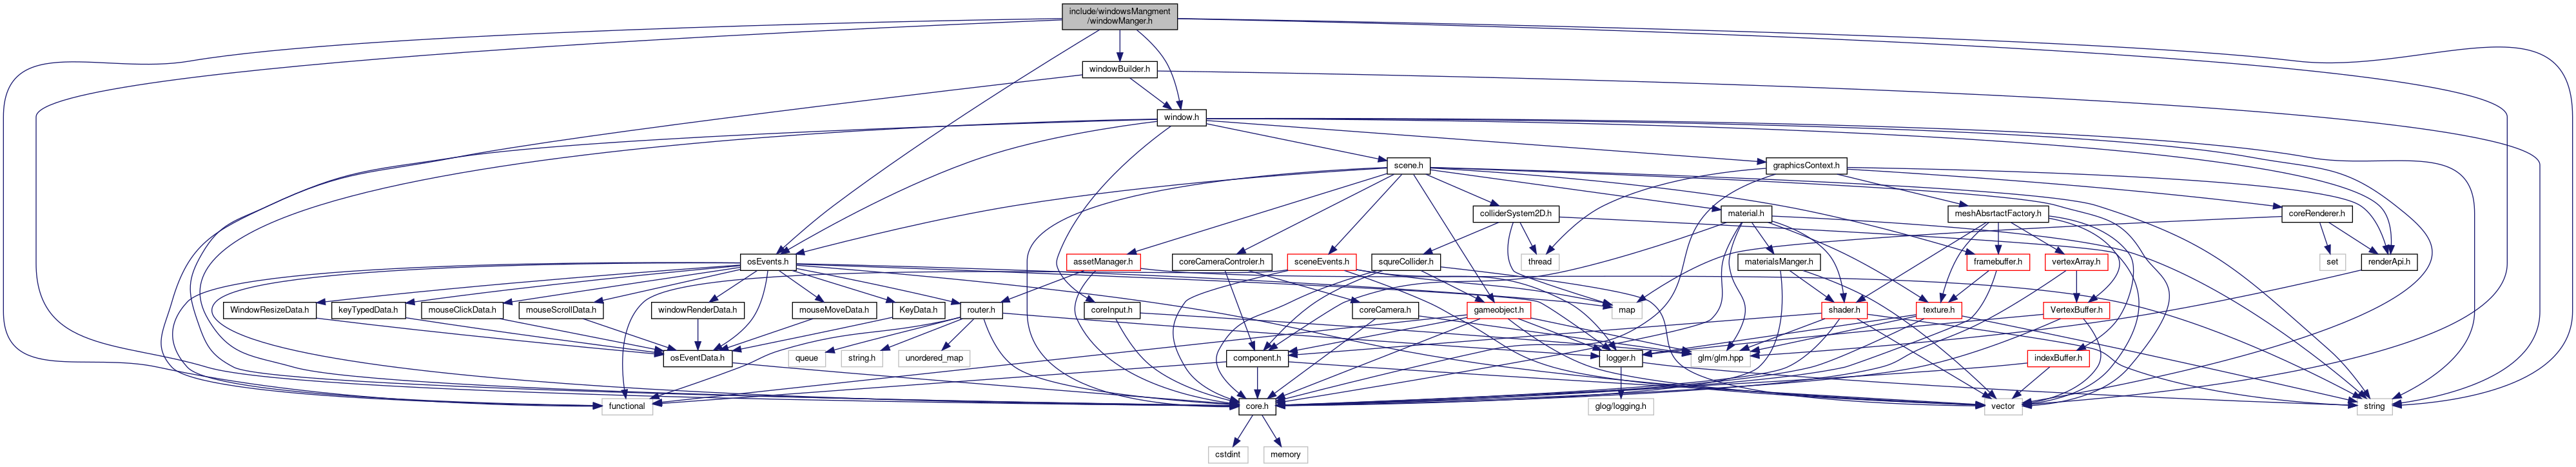 include/windowsMangment
/windowManger.h
windowBuilder.h
window.h
scene.h
graphicsContext.h
colliderSystem2D.h
material.h
meshAbsrtactFactory.h
coreRenderer.h
osEvents.h
assetManager.h
coreCameraControler.h
sceneEvents.h
squreCollider.h
thread
materialsManger.h
framebuffer.h
vertexArray.h
set
renderApi.h
WindowResizeData.h
keyTypedData.h
mouseClickData.h
mouseScrollData.h
windowRenderData.h
mouseMoveData.h
KeyData.h
router.h
coreInput.h
coreCamera.h
gameobject.h
map
shader.h
texture.h
VertexBuffer.h
osEventData.h
queue
string.h
unordered_map
component.h
logger.h
glm/glm.hpp
indexBuffer.h
functional
core.h
glog/logging.h
vector
string
cstdint
memory